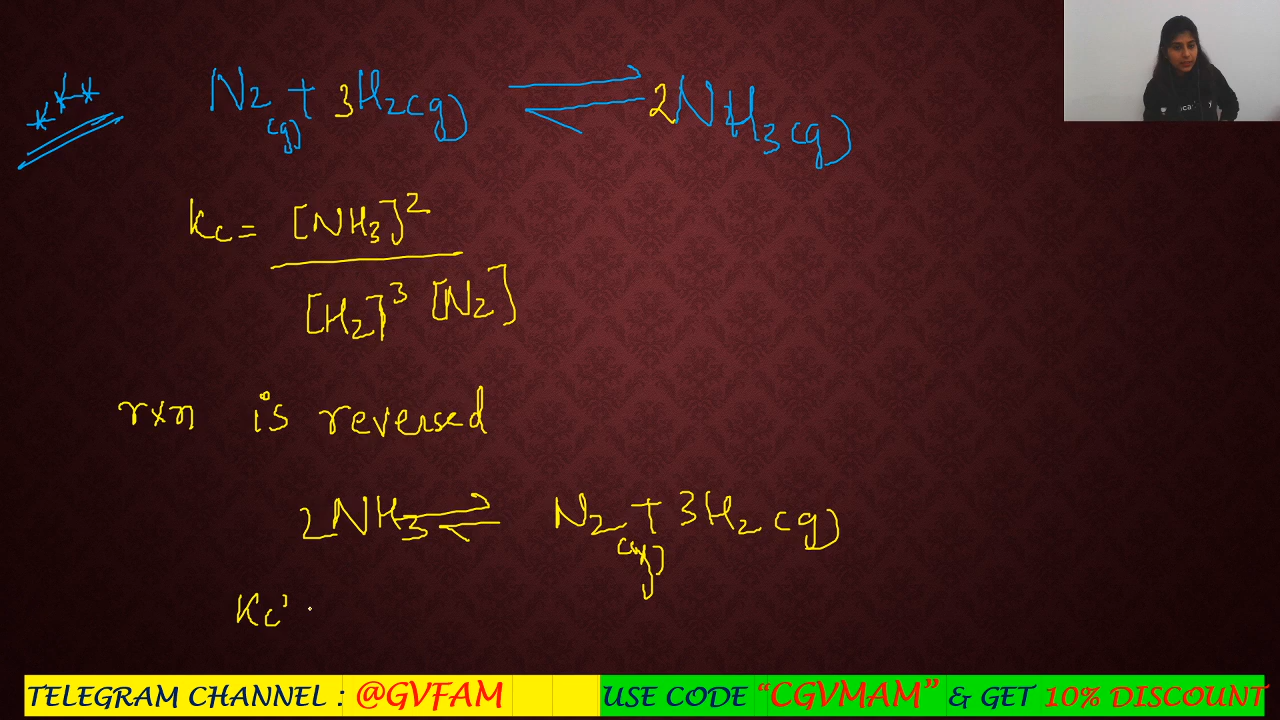 N2(g) + 3H2(g) ⇌ 2NH3(g)
Kc = [NH3]^2
[H2]^3 [N2]
rxn is reversed
2NH3 ⇌ N2(g) + 3H2(g)
Kc'
TELEGRAM CHANNEL : @GVFAM USE CODE “CGVMAM” & GET 10% DISCOUNT